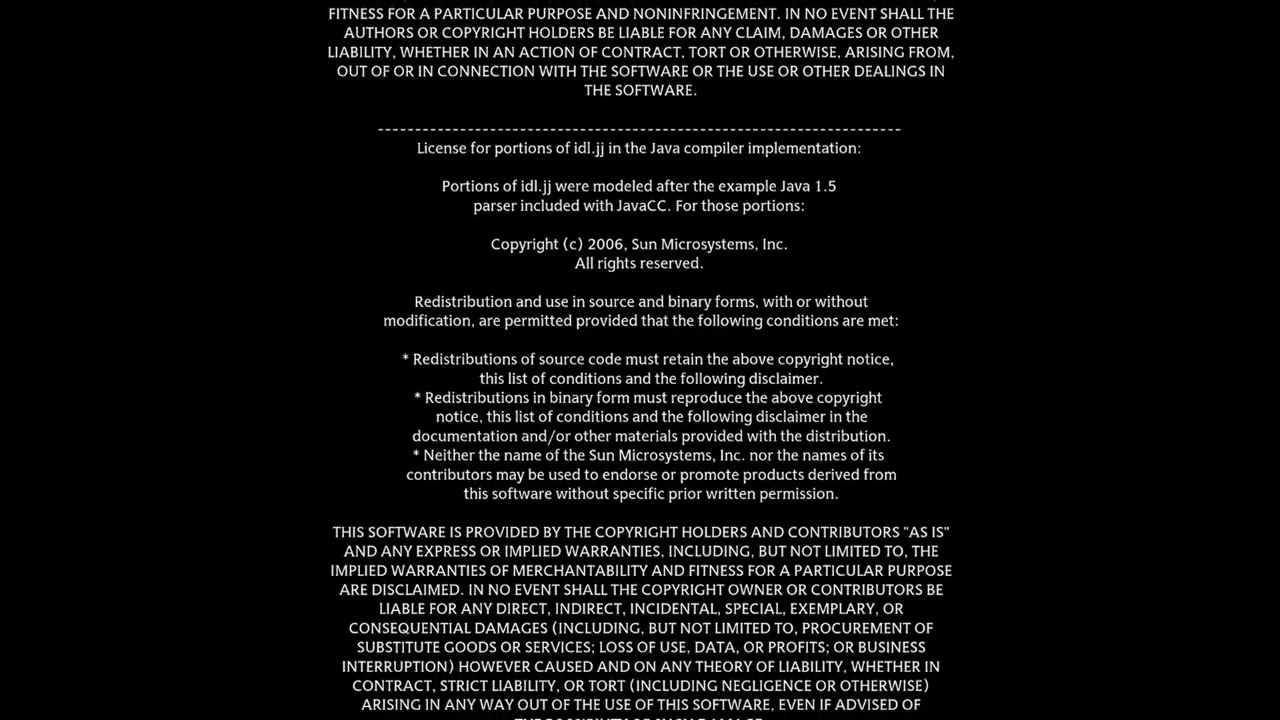 FITNESS FOR A PARTICULAR PURPOSE AND NONINFRINGEMENT. IN NO EVENT SHALL THE
AUTHORS OR COPYRIGHT HOLDERS BE LIABLE FOR ANY CLAIM, DAMAGES OR OTHER
LIABILITY, WHETHER IN AN ACTION OF CONTRACT, TORT OR OTHERWISE, ARISING FROM,
OUT OF OR IN CONNECTION WITH THE SOFTWARE OR THE USE OR OTHER DEALINGS IN
THE SOFTWARE.
----------------------------------------------------------------------
License for portions of idl.jj in the Java compiler implementation:
Portions of idl.jj were modeled after the example Java 1.5
parser included with JavaCC. For those portions:
Copyright (c) 2006, Sun Microsystems, Inc.
All rights reserved.
Redistribution and use in source and binary forms, with or without
modification, are permitted provided that the following conditions are met:
* Redistributions of source code must retain the above copyright notice,
this list of conditions and the following disclaimer.
* Redistributions in binary form must reproduce the above copyright
notice, this list of conditions and the following disclaimer in the
documentation and/or other materials provided with the distribution.
* Neither the name of the Sun Microsystems, Inc. nor the names of its
contributors may be used to endorse or promote products derived from
this software without specific prior written permission.
THIS SOFTWARE IS PROVIDED BY THE COPYRIGHT HOLDERS AND CONTRIBUTORS "AS IS"
AND ANY EXPRESS OR IMPLIED WARRANTIES, INCLUDING, BUT NOT LIMITED TO, THE
IMPLIED WARRANTIES OF MERCHANTABILITY AND FITNESS FOR A PARTICULAR PURPOSE
ARE DISCLAIMED. IN NO EVENT SHALL THE COPYRIGHT OWNER OR CONTRIBUTORS BE
LIABLE FOR ANY DIRECT, INDIRECT, INCIDENTAL, SPECIAL, EXEMPLARY, OR
CONSEQUENTIAL DAMAGES (INCLUDING, BUT NOT LIMITED TO, PROCUREMENT OF
SUBSTITUTE GOODS OR SERVICES; LOSS OF USE, DATA, OR PROFITS; OR BUSINESS
INTERRUPTION) HOWEVER CAUSED AND ON ANY THEORY OF LIABILITY, WHETHER IN
CONTRACT, STRICT LIABILITY, OR TORT (INCLUDING NEGLIGENCE OR OTHERWISE)
ARISING IN ANY WAY OUT OF THE USE OF THIS SOFTWARE, EVEN IF ADVISED OF